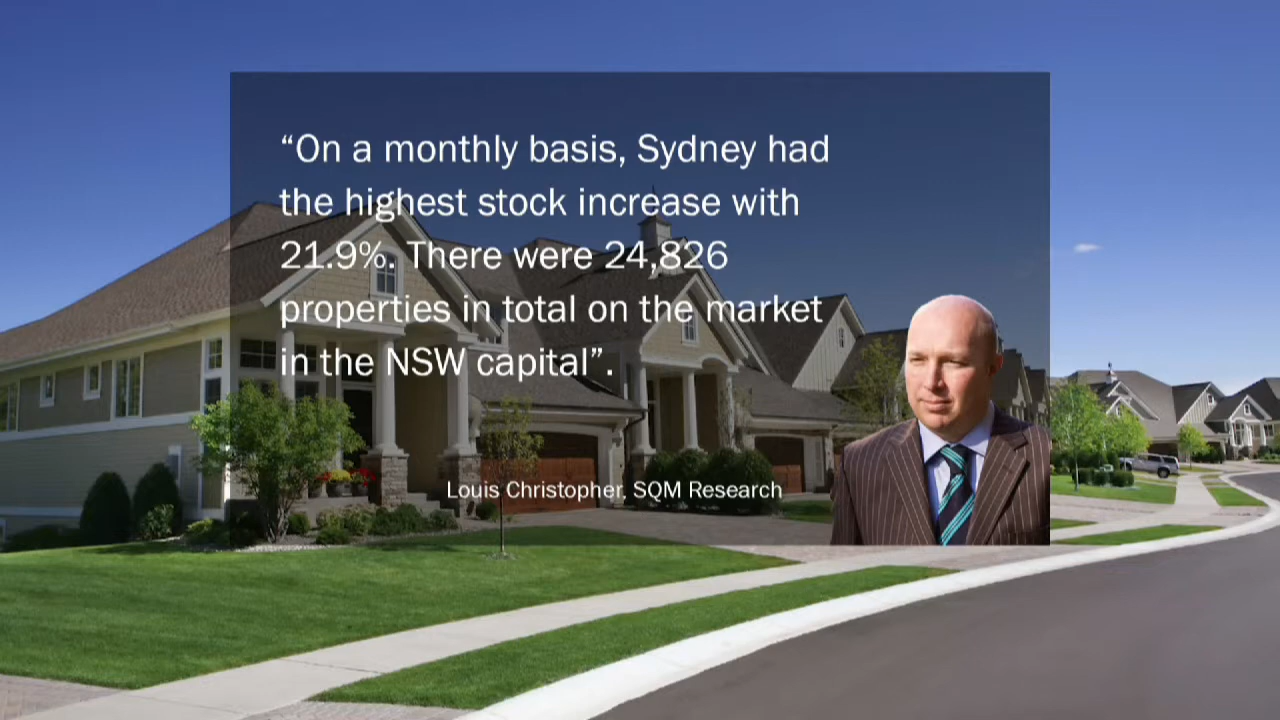 “On a monthly basis, Sydney had
the highest stock increase with
21.9%. There were 24,826
properties in total on the market
in the NSW capital”.
Louis Christopher, SQM Research